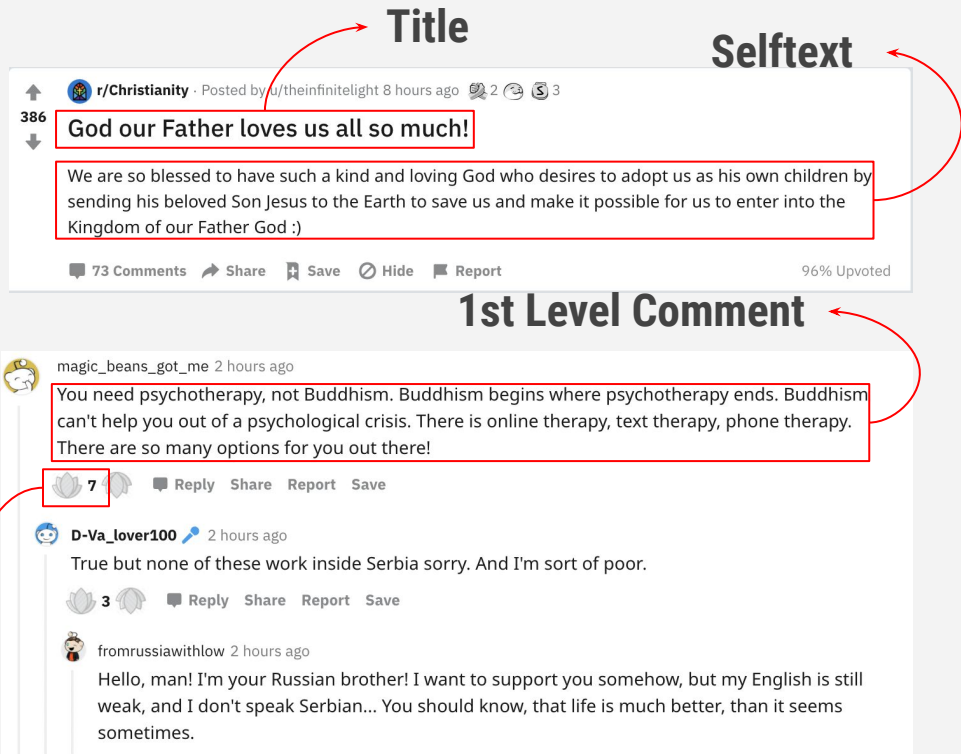 Title
Selftext
r/Christianity · Posted by u/theinfinitelight 8 hours ago 2 3
386
God our Father loves us all so much!
We are so blessed to have such a kind and loving God who desires to adopt us as his own children by
sending his beloved Son Jesus to the Earth to save us and make it possible for us to enter into the
Kingdom of our Father God :)
73 Comments Share Save Hide Report 96% Upvoted
1st Level Comment
magic_beans_got_me 2 hours ago
You need psychotherapy, not Buddhism. Buddhism begins where psychotherapy ends. Buddhism
can't help you out of a psychological crisis. There is online therapy, text therapy, phone therapy.
There are so many options for you out there!
7 Reply Share Report Save
D-Va_lover100 2 hours ago
True but none of these work inside Serbia sorry. And I'm sort of poor.
3 Reply Share Report Save
fromrussiawithlow 2 hours ago
Hello, man! I'm your Russian brother! I want to support you somehow, but my English is still
weak, and I don't speak Serbian... You should know, that life is much better, than it seems
sometimes.